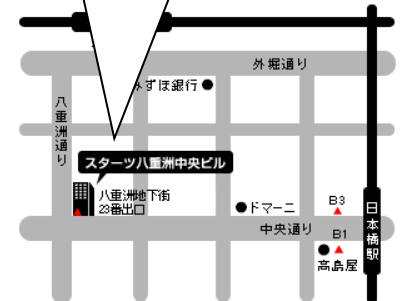 外堀通り
みずほ銀行
八重洲通り
スターツ八重洲中央ビル
八重洲地下街
23番出口
ドマーニ
B3
日本橋駅
中央通り
B1
高島屋